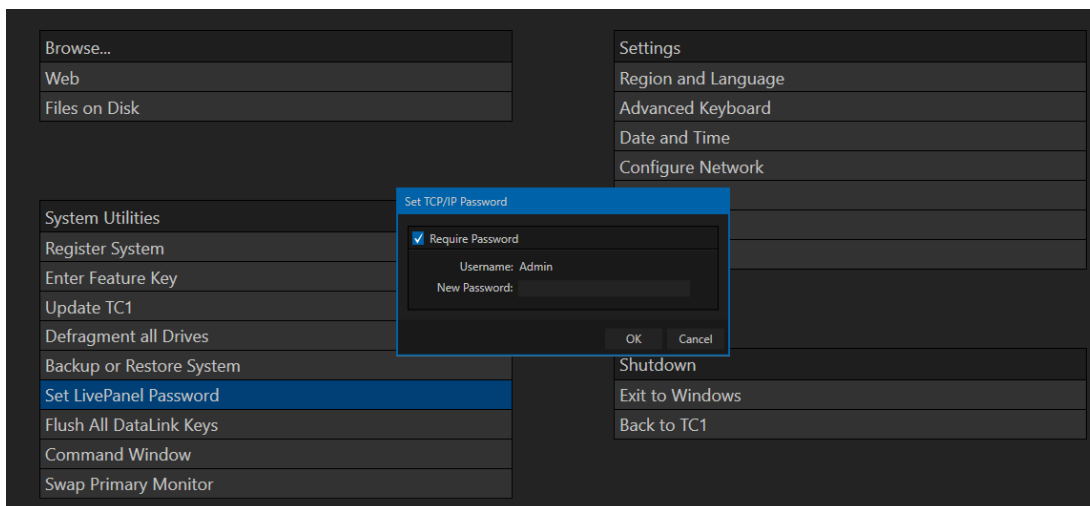 Browse...
Web
Files on Disk
Settings
Region and Language
Advanced Keyboard
Date and Time
Configure Network
System Utilities
Register System
Enter Feature Key
Update TC1
Defragment all Drives
Backup or Restore System
Set LivePanel Password
Flush All DataLink Keys
Command Window
Swap Primary Monitor
Set TCP/IP Password
Require Password
Username: Admin
New Password:
OK Cancel
Shutdown
Exit to Windows
Back to TC1